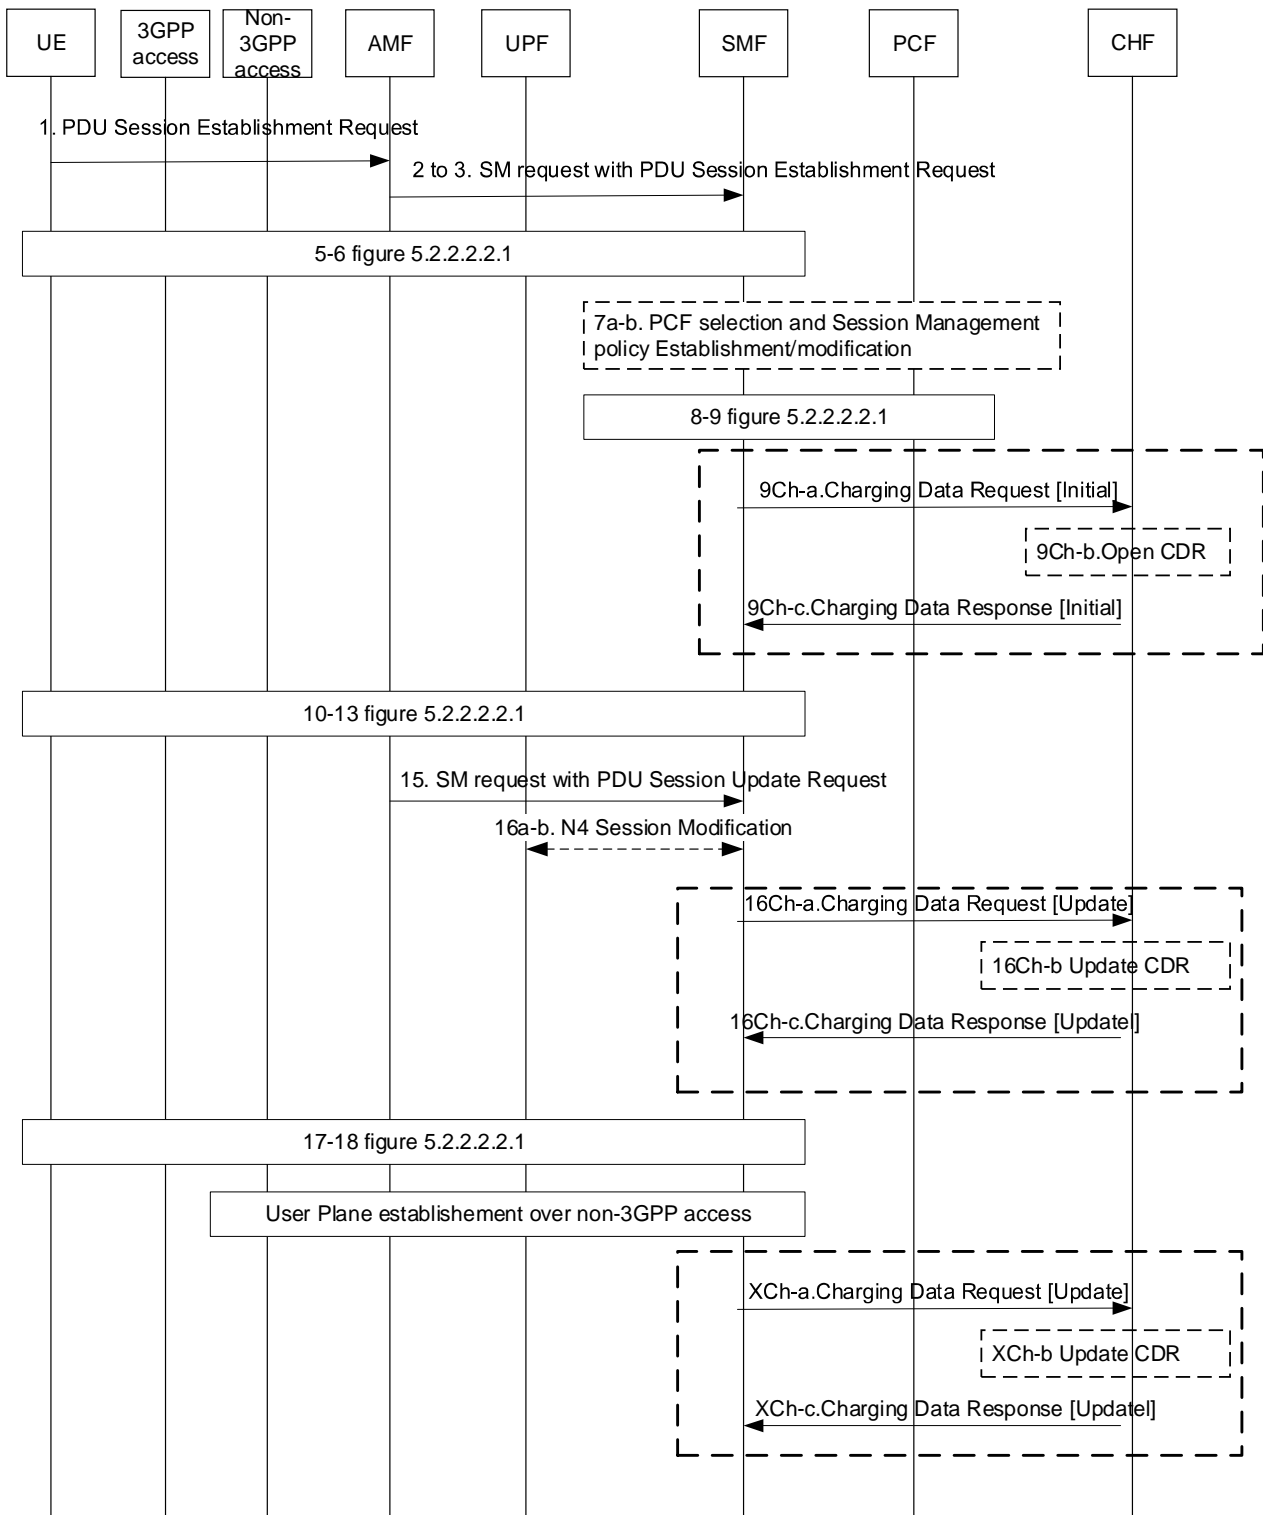 UE
3GPP
access
Non-
3GPP
access
AMF
UPF
SMF
PCF
CHF
1. PDU Session Establishment Request
2 to 3. SM request with PDU Session Establishment Request
5-6 figure 5.2.2.2.2.1
7a-b. PCF selection and Session Management
policy Establishment/modification
8-9 figure 5.2.2.2.2.1
9Ch-a.Charging Data Request [Initial]
9Ch-b.Open CDR
9Ch-c.Charging Data Response [Initial]
10-13 figure 5.2.2.2.2.1
15. SM request with PDU Session Update Request
16a-b. N4 Session Modification
16Ch-a.Charging Data Request [Update]
16Ch-b Update CDR
16Ch-c.Charging Data Response [Updatel]
17-18 figure 5.2.2.2.2.1
User Plane establishement over non-3GPP access
XCh-a.Charging Data Request [Update]
XCh-b Update CDR
XCh-c.Charging Data Response [Updatel]